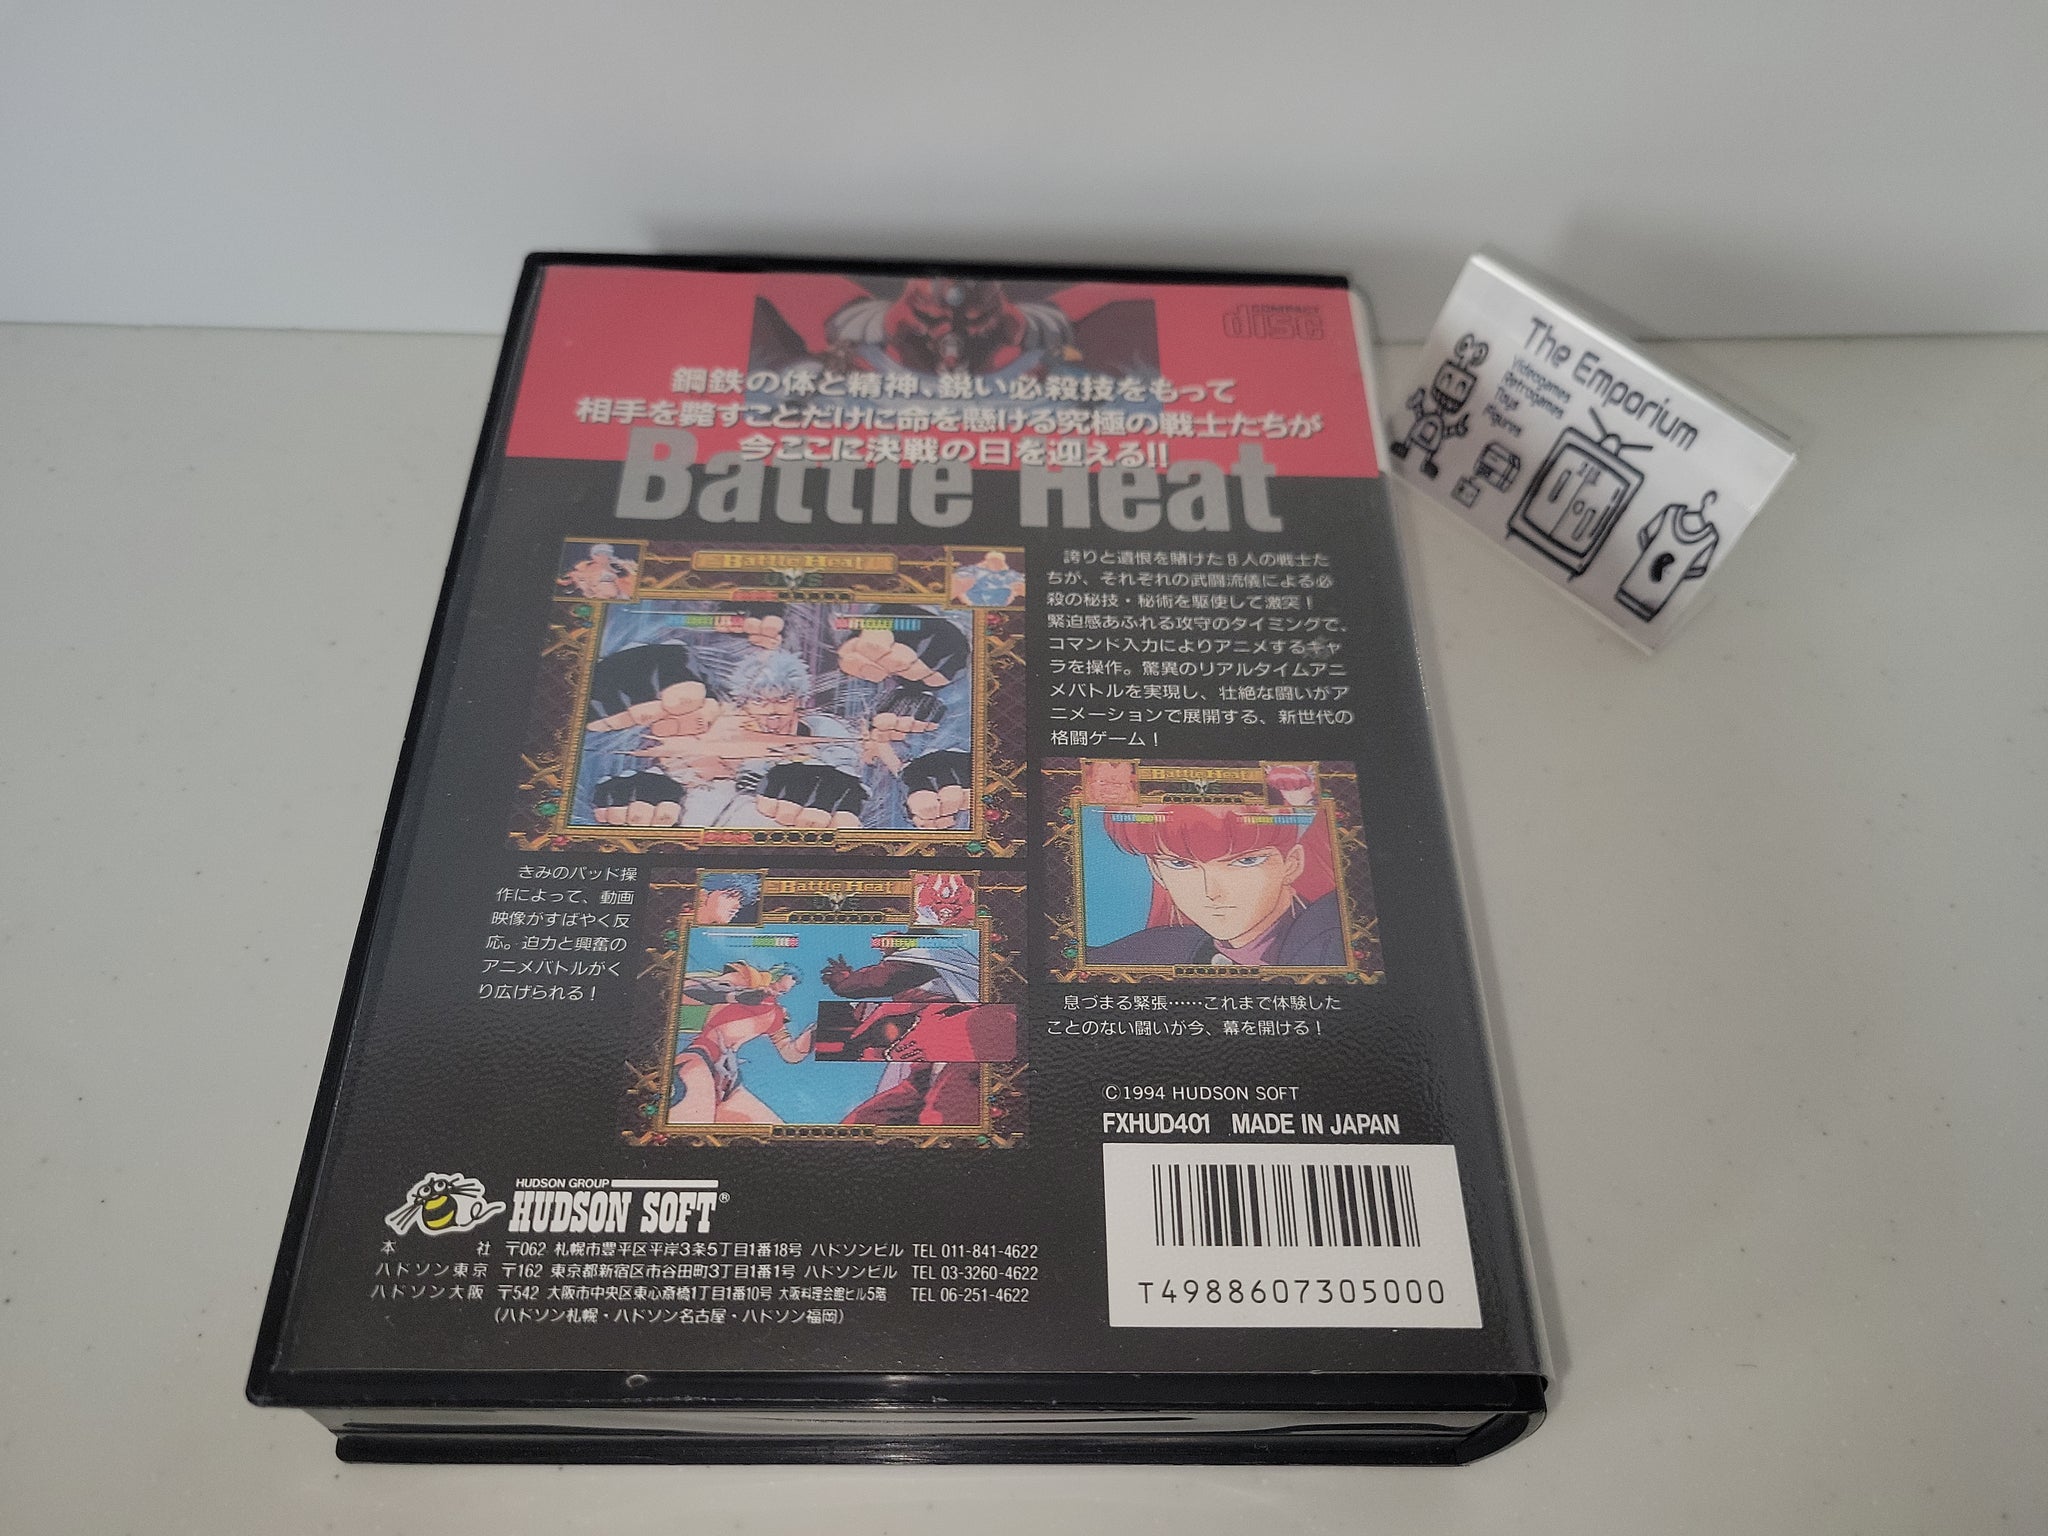 COMPACT
disc
鋼鉄の体と精神、鋭い必殺技をもって
相手を斃すことだけに命を懸ける究極の戦士たちが
今ここに決戦の日を迎える!!
Battle Heat
誇りと遺恨を賭けた8人の戦士た
ちが、それぞれの武闘流儀による必
殺の秘技・秘術を駆使して激突！
緊迫感あふれる攻守のタイミングで、
コマンド入力によりアニメするキャ
ラを操作。驚異のリアルタイムアニ
メバトルを実現し、壮絶な闘いがア
ニメーションで展開する、新世代の
格闘ゲーム！
Battle Heat
VS
Battle Heat
VS
きみのパッド操
作によって、動画
映像がすばやく反
応。迫力と興奮の
アニメバトルがく
り広げられる！
Battle Heat
VS
息づまる緊張……これまで体験した
ことのない闘いが今、幕を開ける！
©1994 HUDSON SOFT
FXHUD401 MADE IN JAPAN
T4988607305000
HUDSON GROUP
HUDSON SOFT®
本社 〒062 札幌市豊平区平岸3条5丁目1番18号 ハドソンビル TEL 011-841-4622
ハドソン東京 〒162 東京都新宿区市谷田町3丁目1番1号 ハドソンビル TEL 03-3260-4622
ハドソン大阪 〒542 大阪市中央区東心斎橋1丁目1番10号 大阪料理会館ビル5階 TEL 06-251-4622
(ハドソン札幌・ハドソン名古屋・ハドソン福岡)
The Emporium
Videogames
Retrogames
Toys
Figures